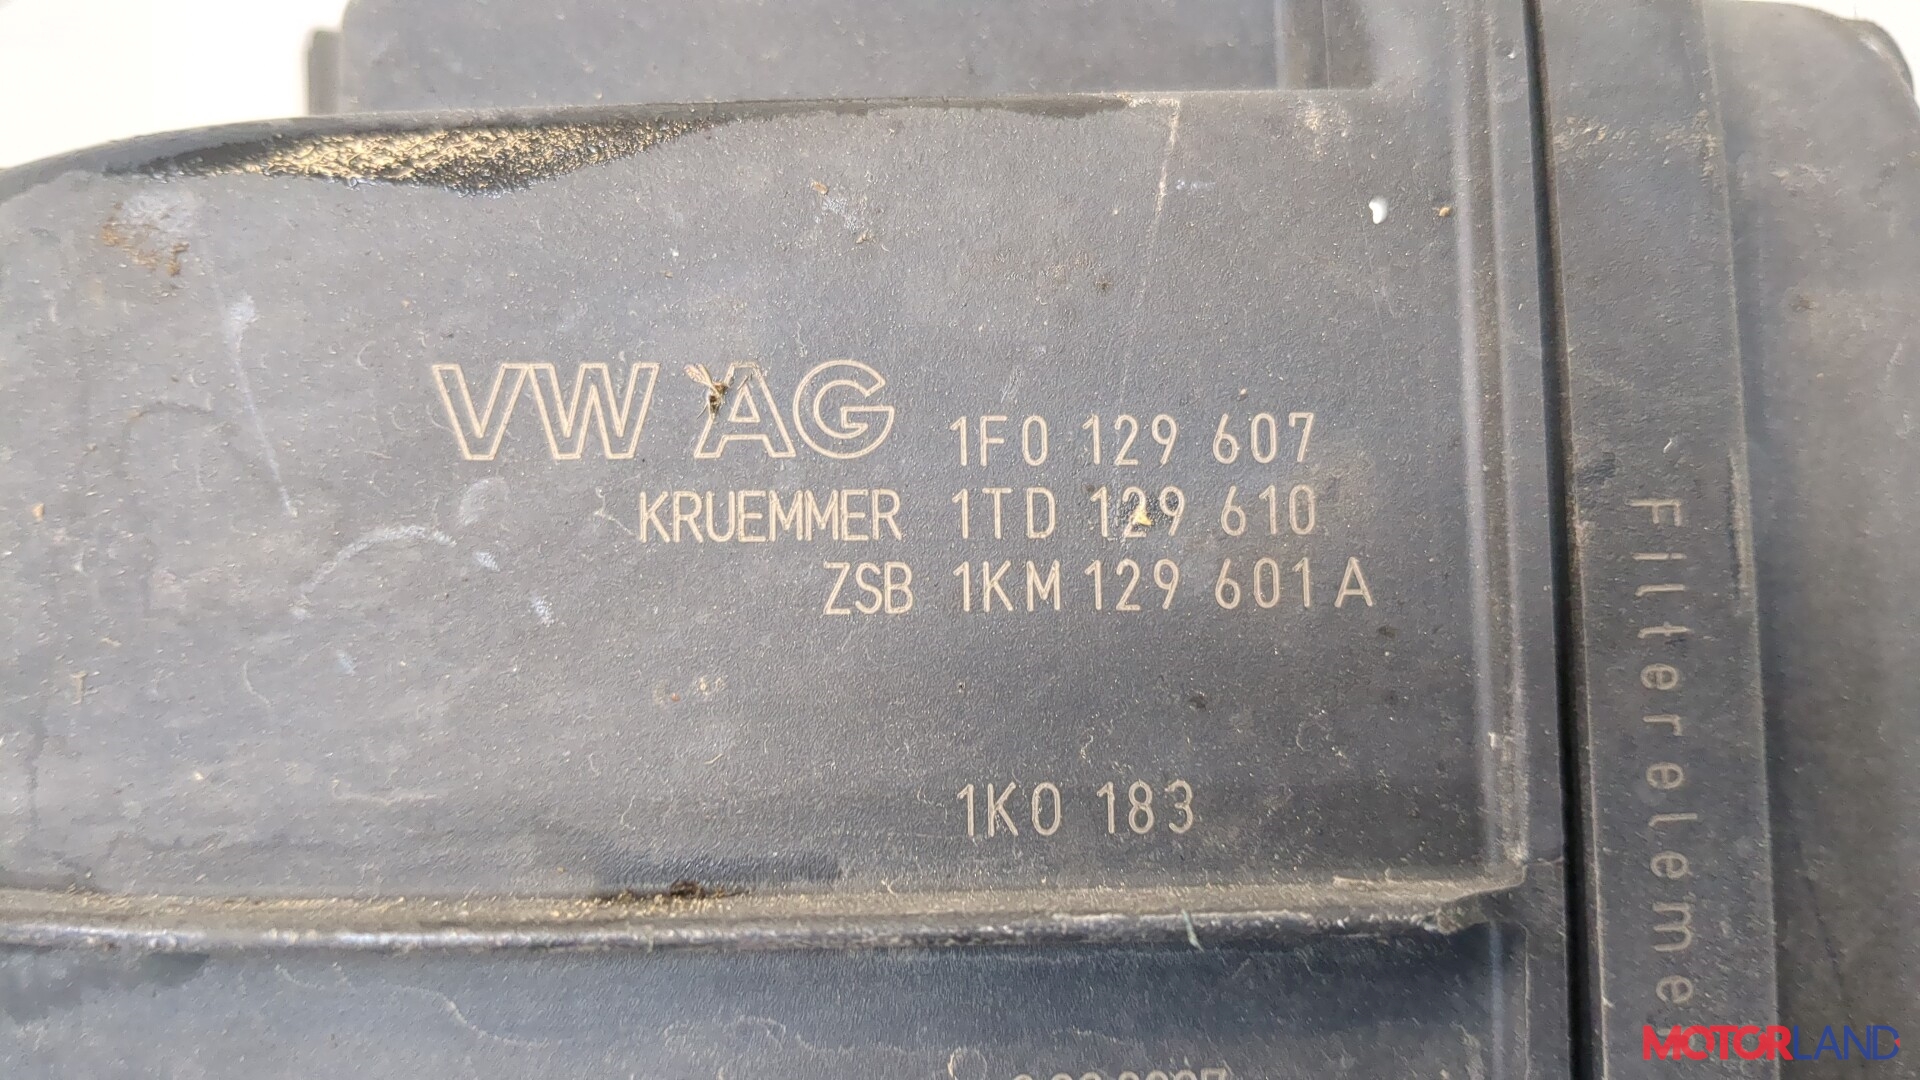 VW AG 1F0 129 607
KRUEMMER 1TD 129 610
ZSB 1KM 129 601 A
1K0 183
Filtereleme
MOTORLAND